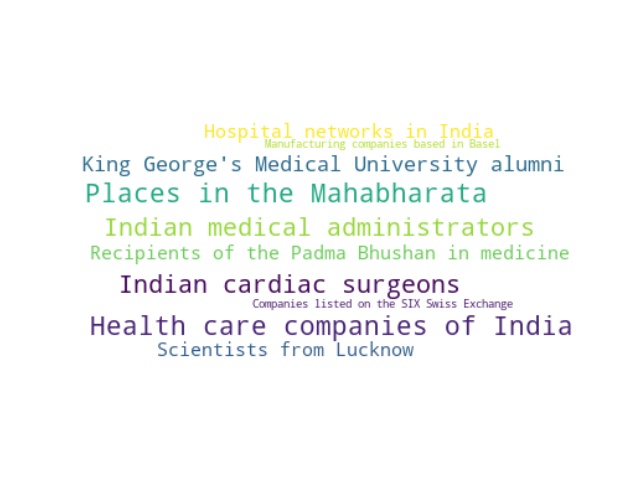 Hospital networks in India
Manufacturing companies based in Basel
King George's Medical University alumni
Places in the Mahabharata
Indian medical administrators
Recipients of the Padma Bhushan in medicine
Indian cardiac surgeons
Companies listed on the SIX Swiss Exchange
Health care companies of India
Scientists from Lucknow